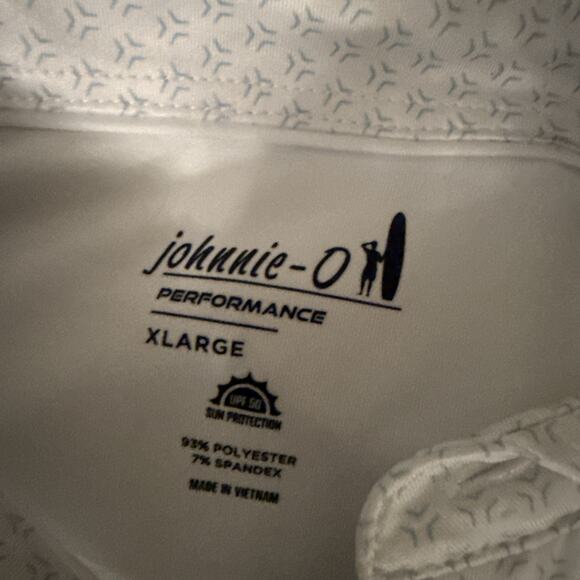 johnnie-O
PERFORMANCE
XLARGE
UPF 50
SUN PROTECTION
93% POLYESTER
7% SPANDEX
MADE IN VIETNAM